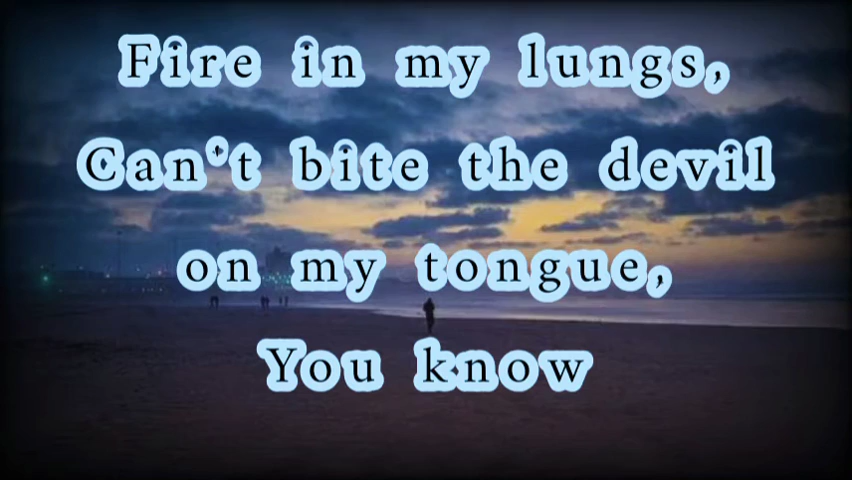 Fire in my lungs,
Can't bite the devil
on my tongue,
You know